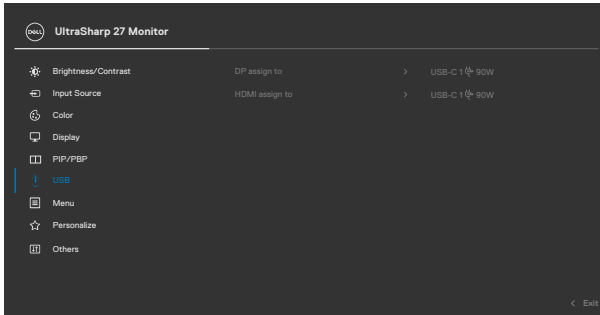 DELL UltraSharp 27 Monitor
Brightness/Contrast DP assign to > USB-C 1 90W
Input Source HDMI assign to > USB-C 1 90W
Color
Display
PIP/PBP
USB
Menu
Personalize
Others
< Exit